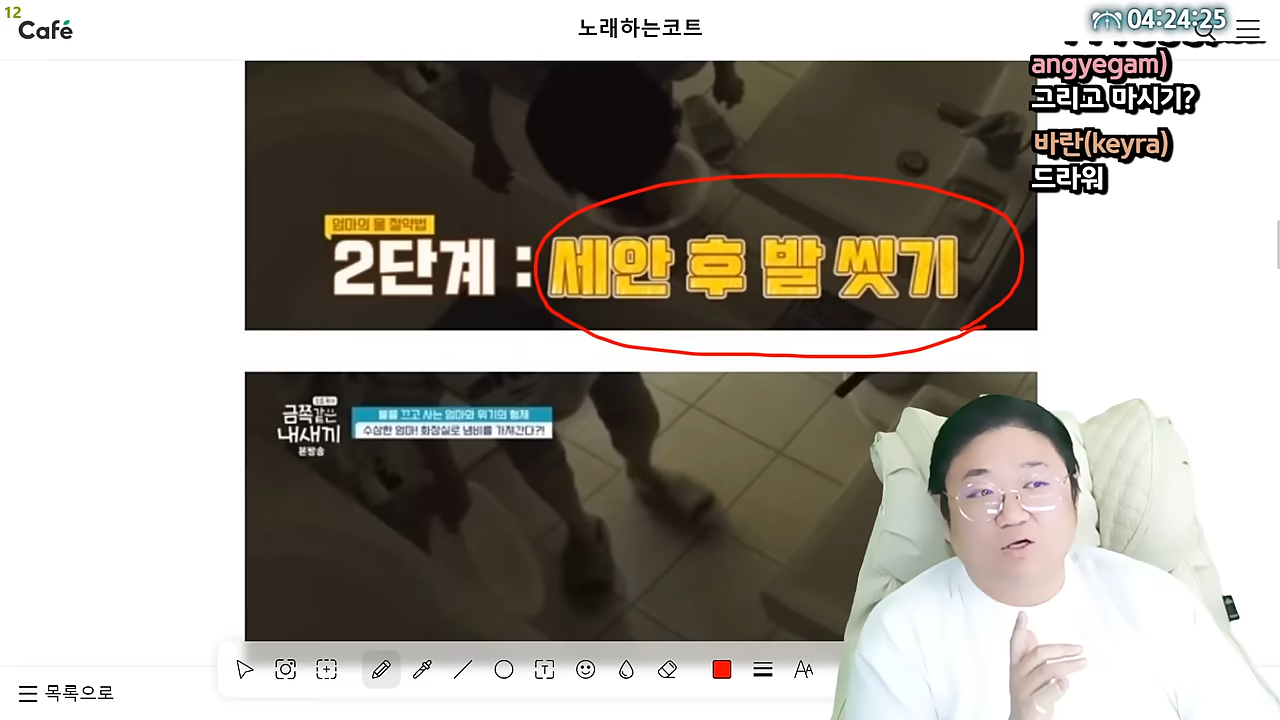 12
Café
노래하는코트
04:24:25
angyegam)
그리고 마시기?
바란(keyra)
드라워
엄마의 물 절약법
2단계 : 세안 후 발 씻기
금쪽같은
내새끼
본방송
불을 끄고 사는 엄마와 위기의 형제
수상한 엄마! 화장실로 냄비를 가져간다?!
T
AA
목록으로